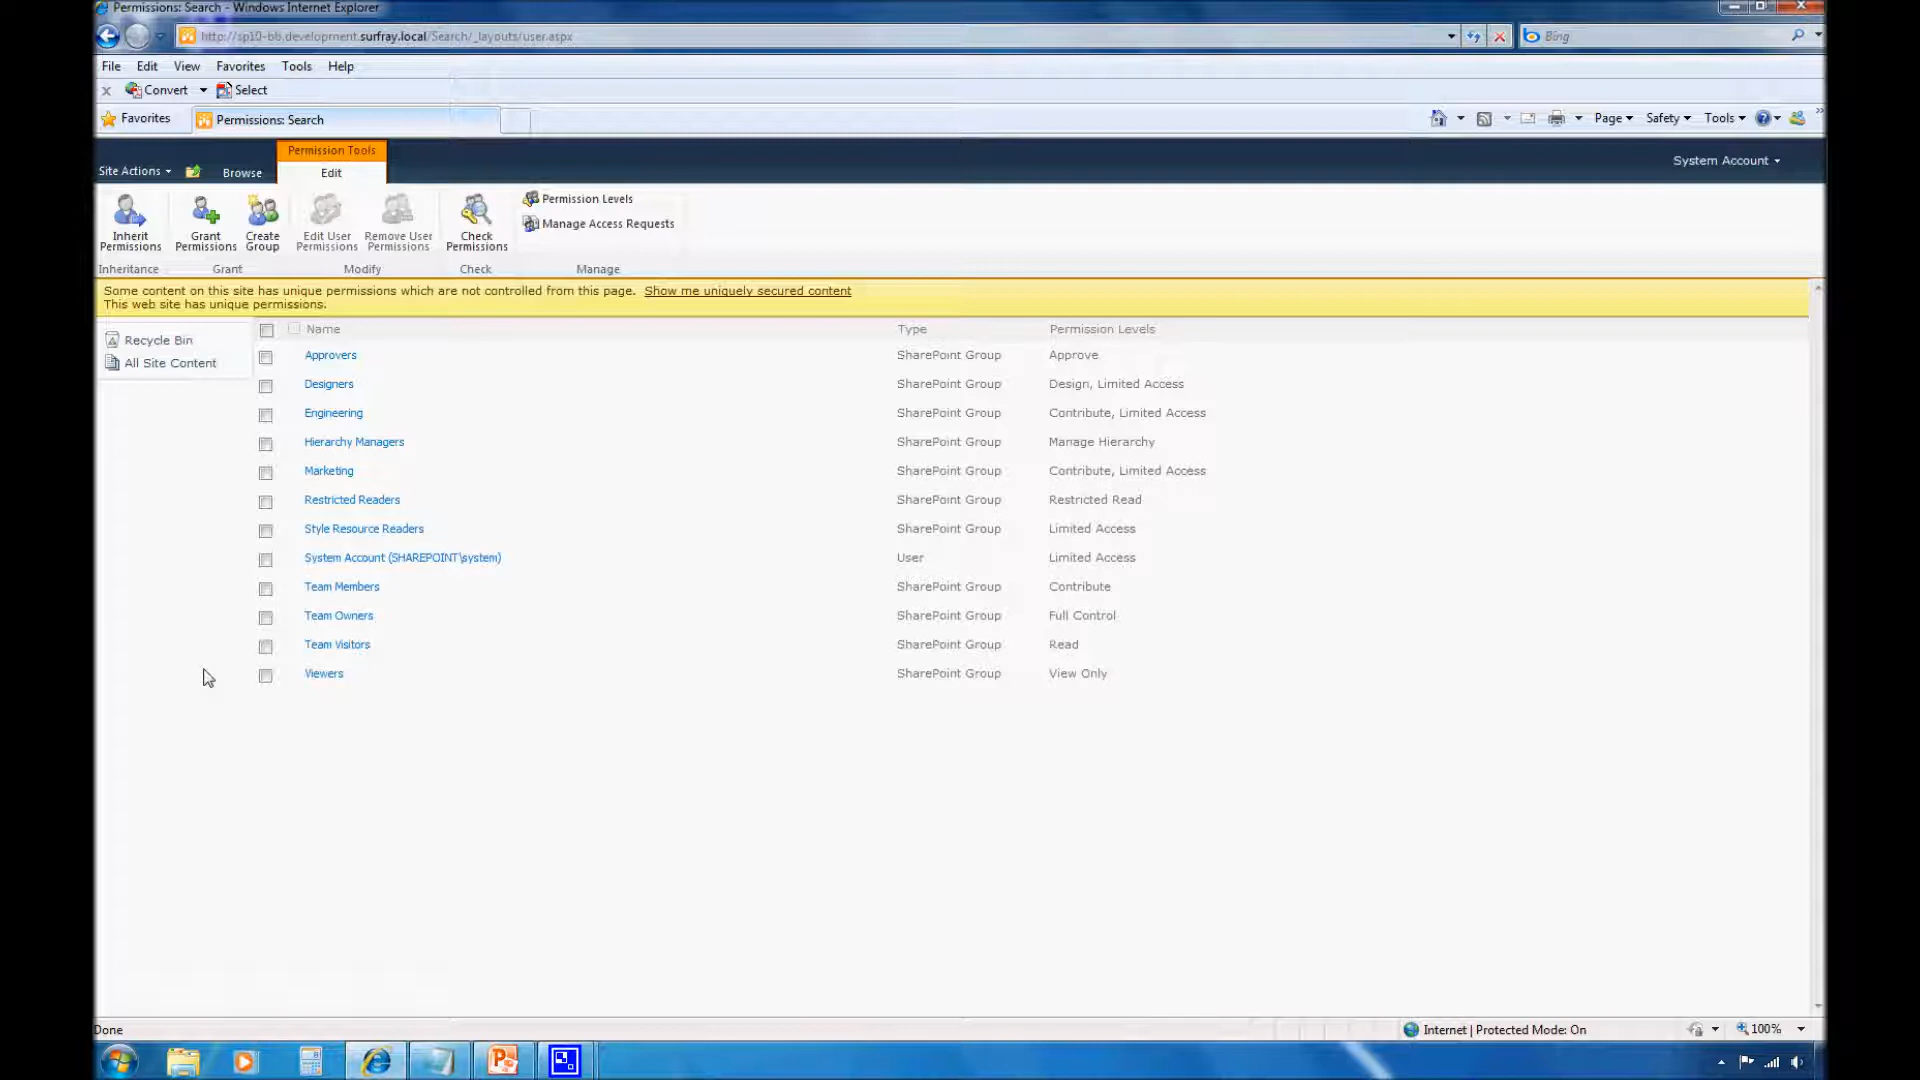 Permissions: Search - Windows Internet Explorer
http://sp10-bb.development.surfray.local/Search/_layouts/user.aspx
Bing
File Edit View Favorites Tools Help
x Convert Select
Favorites Permissions: Search Page Safety Tools
Permission Tools
Site Actions Browse Edit System Account
Inherit Permissions
Grant Permissions
Create Group
Edit User Permissions
Remove User Permissions
Check Permissions
Permission Levels
Manage Access Requests
Inheritance Grant Modify Check Manage
Some content on this site has unique permissions which are not controlled from this page. Show me uniquely secured content
This web site has unique permissions.
Recycle Bin
All Site Content
Name Type Permission Levels
Approvers SharePoint Group Approve
Designers SharePoint Group Design, Limited Access
Engineering SharePoint Group Contribute, Limited Access
Hierarchy Managers SharePoint Group Manage Hierarchy
Marketing SharePoint Group Contribute, Limited Access
Restricted Readers SharePoint Group Restricted Read
Style Resource Readers SharePoint Group Limited Access
System Account (SHAREPOINT\system) User Limited Access
Team Members SharePoint Group Contribute
Team Owners SharePoint Group Full Control
Team Visitors SharePoint Group Read
Viewers SharePoint Group View Only
Done Internet | Protected Mode: On 100%